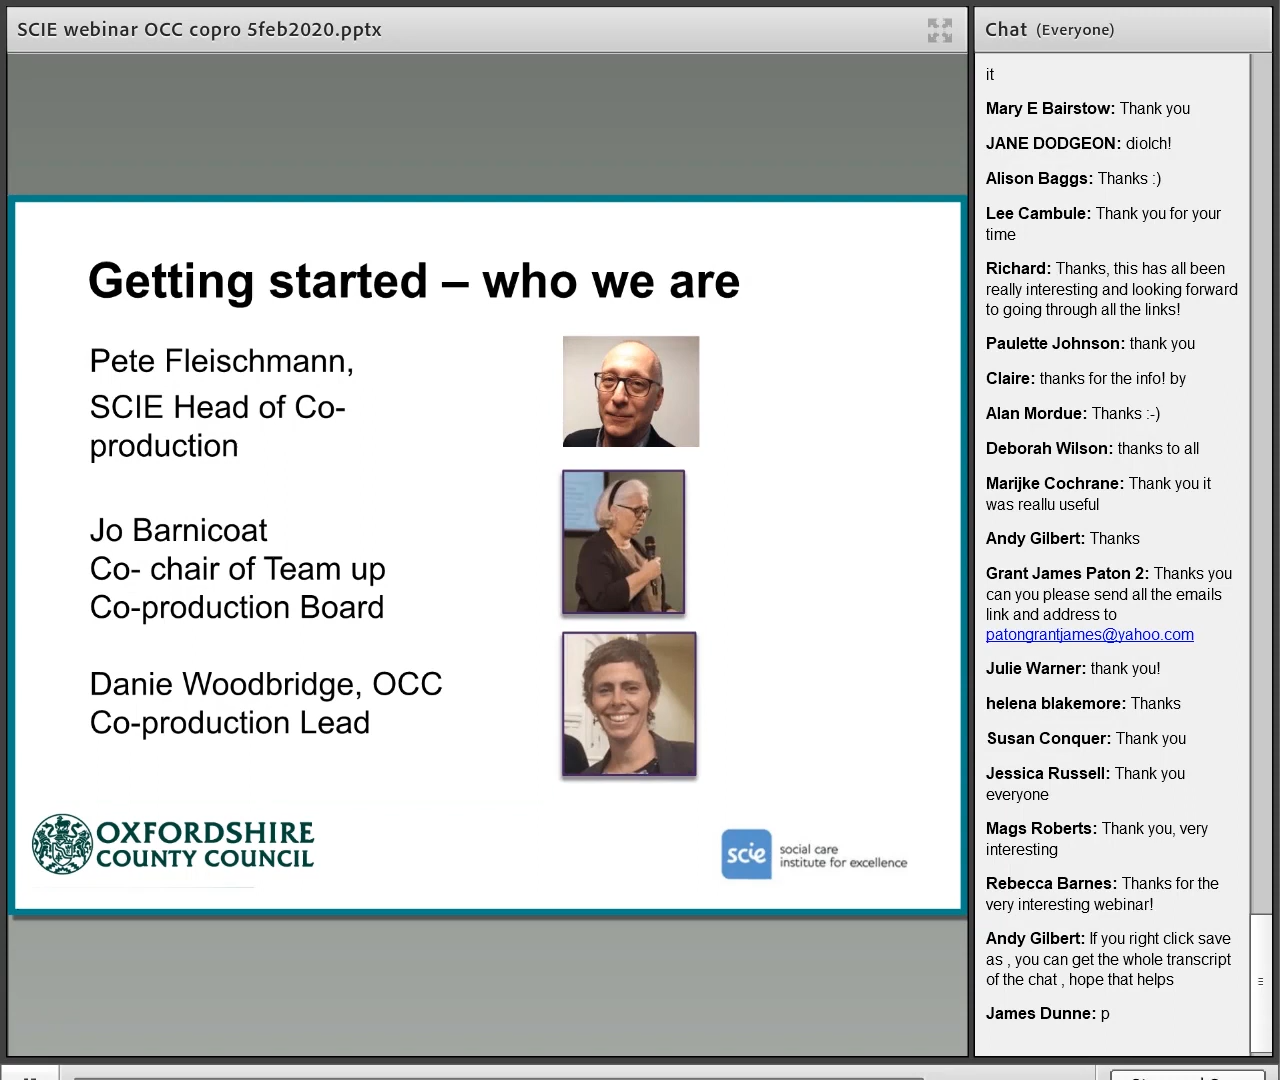 SCIE webinar OCC copro 5feb2020.pptx
Getting started – who we are
Pete Fleischmann,
SCIE Head of Co-
production
Jo Barnicoat
Co- chair of Team up
Co-production Board
Danie Woodbridge, OCC
Co-production Lead
OXFORDSHIRE
COUNTY COUNCIL
scie
social care
institute for excellence
Chat (Everyone)
it
Mary E Bairstow: Thank you
JANE DODGEON: diolch!
Alison Baggs: Thanks :)
Lee Cambule: Thank you for your
time
Richard: Thanks, this has all been
really interesting and looking forward
to going through all the links!
Paulette Johnson: thank you
Claire: thanks for the info! by
Alan Mordue: Thanks :-)
Deborah Wilson: thanks to all
Marijke Cochrane: Thank you it
was reallu useful
Andy Gilbert: Thanks
Grant James Paton 2: Thanks you
can you please send all the emails
link and address to
patongrantjames@yahoo.com
Julie Warner: thank you!
helena blakemore: Thanks
Susan Conquer: Thank you
Jessica Russell: Thank you
everyone
Mags Roberts: Thank you, very
interesting
Rebecca Barnes: Thanks for the
very interesting webinar!
Andy Gilbert: If you right click save
as , you can get the whole transcript
of the chat , hope that helps
James Dunne: p